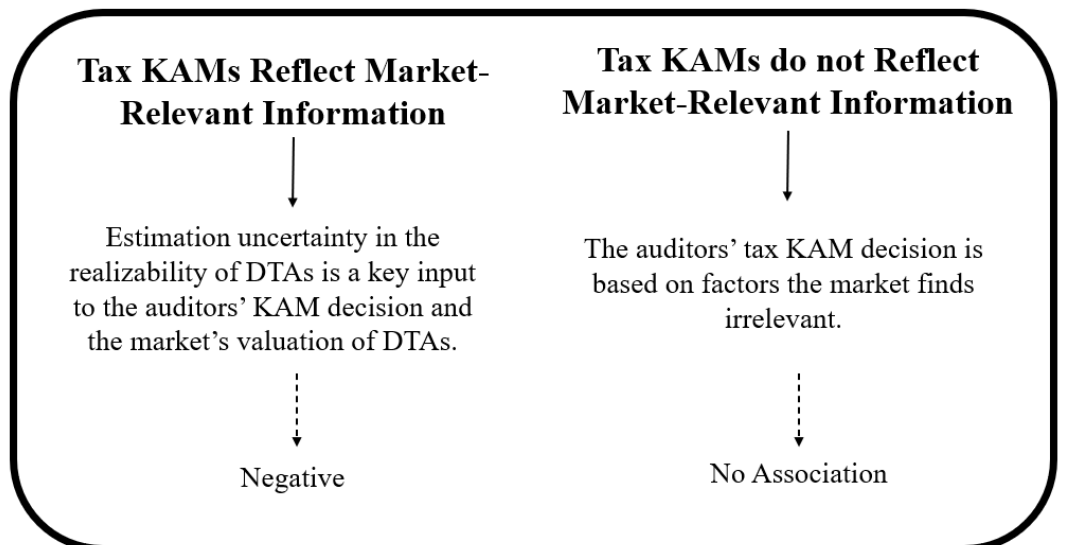 Tax KAMs Reflect Market-
Relevant Information
Estimation uncertainty in the
realizability of DTAs is a key input
to the auditors’ KAM decision and
the market’s valuation of DTAs.
Negative
Tax KAMs do not Reflect
Market-Relevant Information
The auditors’ tax KAM decision is
based on factors the market finds
irrelevant.
No Association